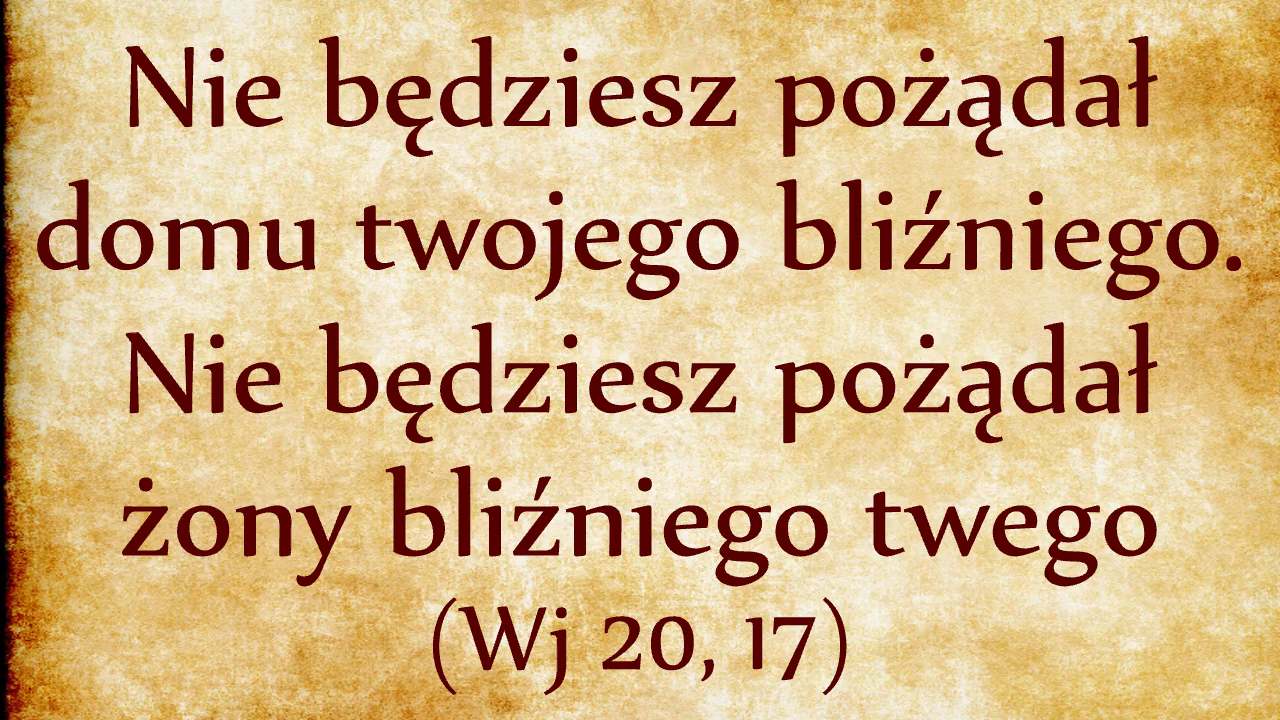 Nie będziesz pożądał
domu twojego bliźniego.
Nie będziesz pożądał
żony bliźniego twego
(Wj 20, 17)